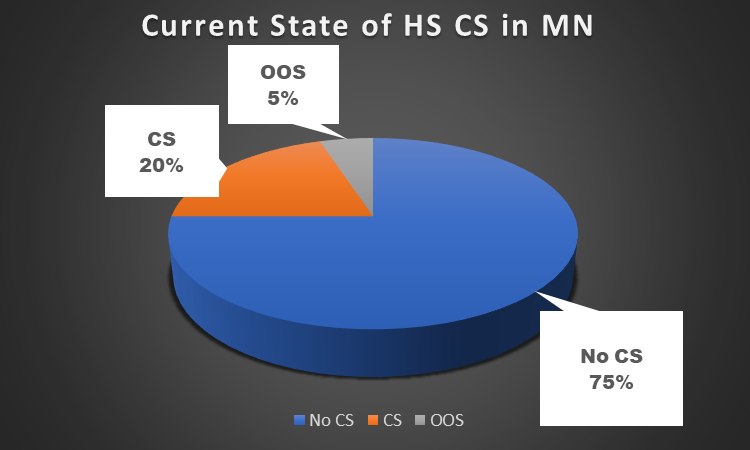 Current State of HS CS in MN
OOS
5%
CS
20%
No CS
75%
No CS CS OOS